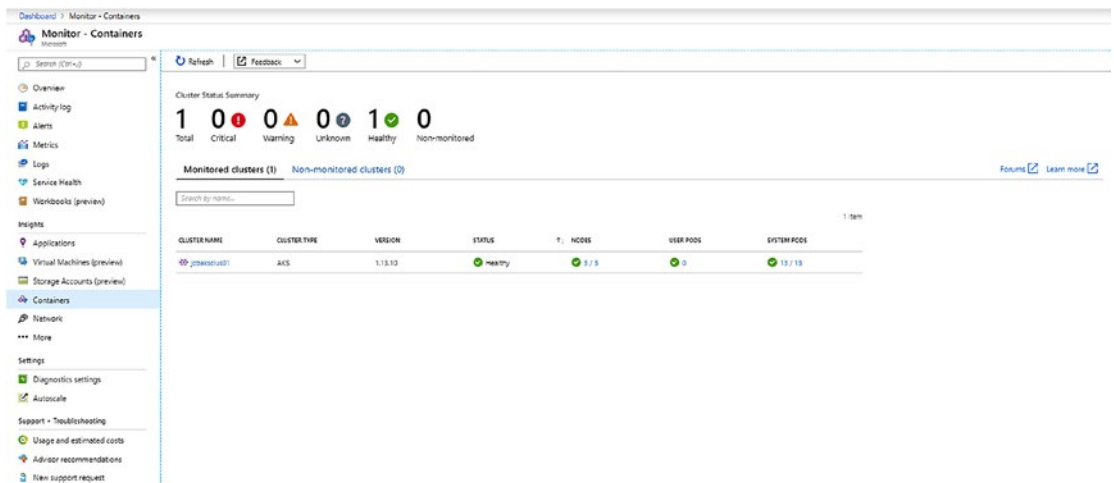 Dashboard > Monitor - Containers
Monitor - Containers
Microsoft
Search (Ctrl+/)
«
Refresh
Feedback
Overview
Activity log
Alerts
Metrics
Logs
Service Health
Workbooks (preview)
Insights
Applications
Virtual Machines (preview)
Storage Accounts (preview)
Containers
Network
More
Settings
Diagnostics settings
Autoscale
Support + Troubleshooting
Usage and estimated costs
Advisor recommendations
New support request
Cluster Status Summary
1 0 0 0 1 0
Total Critical Warning Unknown Healthy Non-monitored
Monitored clusters (1) Non-monitored clusters (0) Forums Learn more
Search by name...
1 item
CLUSTER NAME CLUSTER TYPE VERSION STATUS NODES USER PODS SYSTEM PODS
AKS 1.13.10 Healthy 0